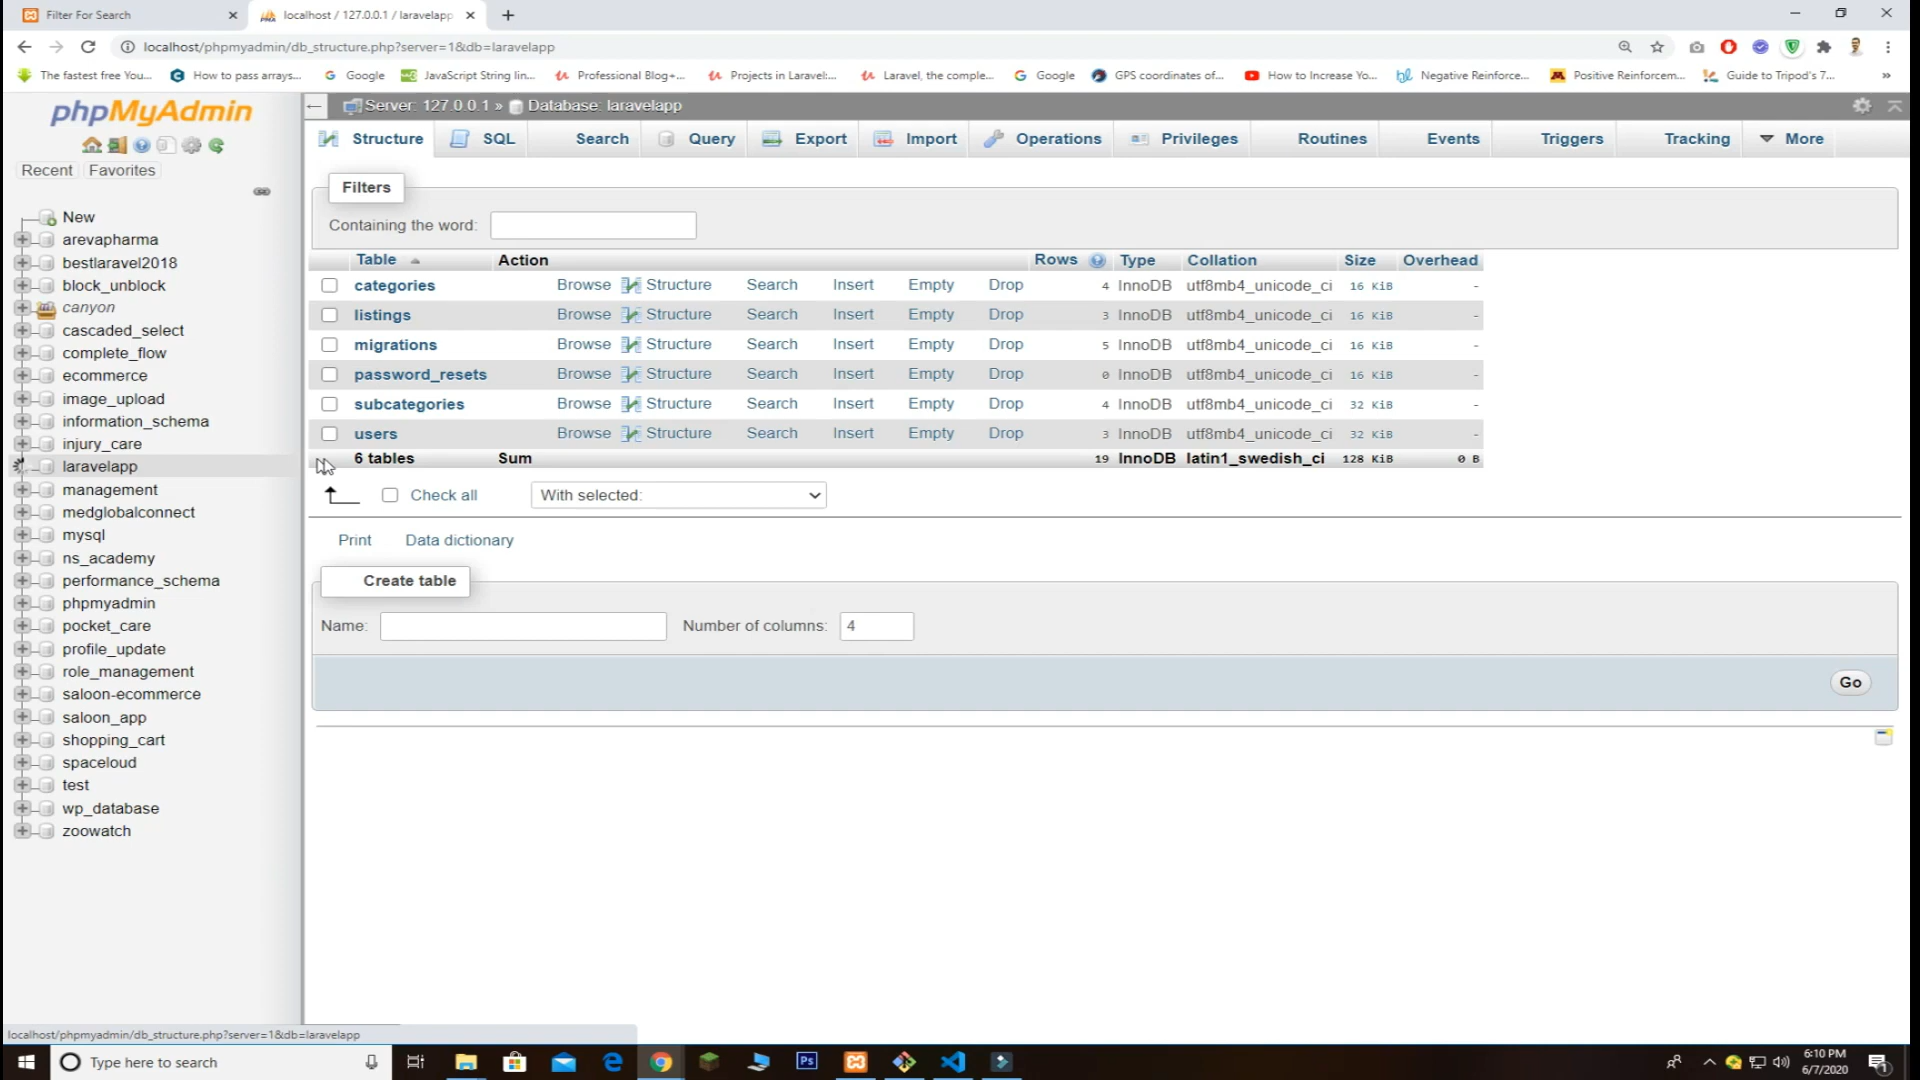 Filter For Search
localhost / 127.0.0.1 / laravelapp
localhost/phpmyadmin/db_structure.php?server=1&db=laravelapp
The fastest free You...
How to pass arrays...
Google
JavaScript String lin...
Professional Blog+...
Projects in Laravel:...
Laravel, the comple...
Google
GPS coordinates of...
How to Increase Yo...
Negative Reinforce...
Positive Reinforcem...
Guide to Tripod's 7...
»
phpMyAdmin
Recent Favorites
New
arevapharma
bestlaravel2018
block_unblock
canyon
cascaded_select
complete_flow
ecommerce
image_upload
information_schema
injury_care
laravelapp
management
medglobalconnect
mysql
ns_academy
performance_schema
phpmyadmin
pocket_care
profile_update
role_management
saloon-ecommerce
saloon_app
shopping_cart
spaceloud
test
wp_database
zoowatch
Server: 127.0.0.1 » Database: laravelapp
Structure SQL Search Query Export Import Operations Privileges Routines Events Triggers Tracking More
Filters
Containing the word:
Table Action Rows Type Collation Size Overhead
categories Browse Structure Search Insert Empty Drop 4 InnoDB utf8mb4_unicode_ci 16 KiB -
listings Browse Structure Search Insert Empty Drop 3 InnoDB utf8mb4_unicode_ci 16 KiB -
migrations Browse Structure Search Insert Empty Drop 5 InnoDB utf8mb4_unicode_ci 16 KiB -
password_resets Browse Structure Search Insert Empty Drop 0 InnoDB utf8mb4_unicode_ci 16 KiB -
subcategories Browse Structure Search Insert Empty Drop 4 InnoDB utf8mb4_unicode_ci 32 KiB -
users Browse Structure Search Insert Empty Drop 3 InnoDB utf8mb4_unicode_ci 32 KiB -
6 tables Sum 19 InnoDB latin1_swedish_ci 128 KiB 0 B
Check all With selected:
Print Data dictionary
Create table
Name: Number of columns: 4
Go
localhost/phpmyadmin/db_structure.php?server=1&db=laravelapp
Type here to search
Ps
6:10 PM
6/7/2020
1